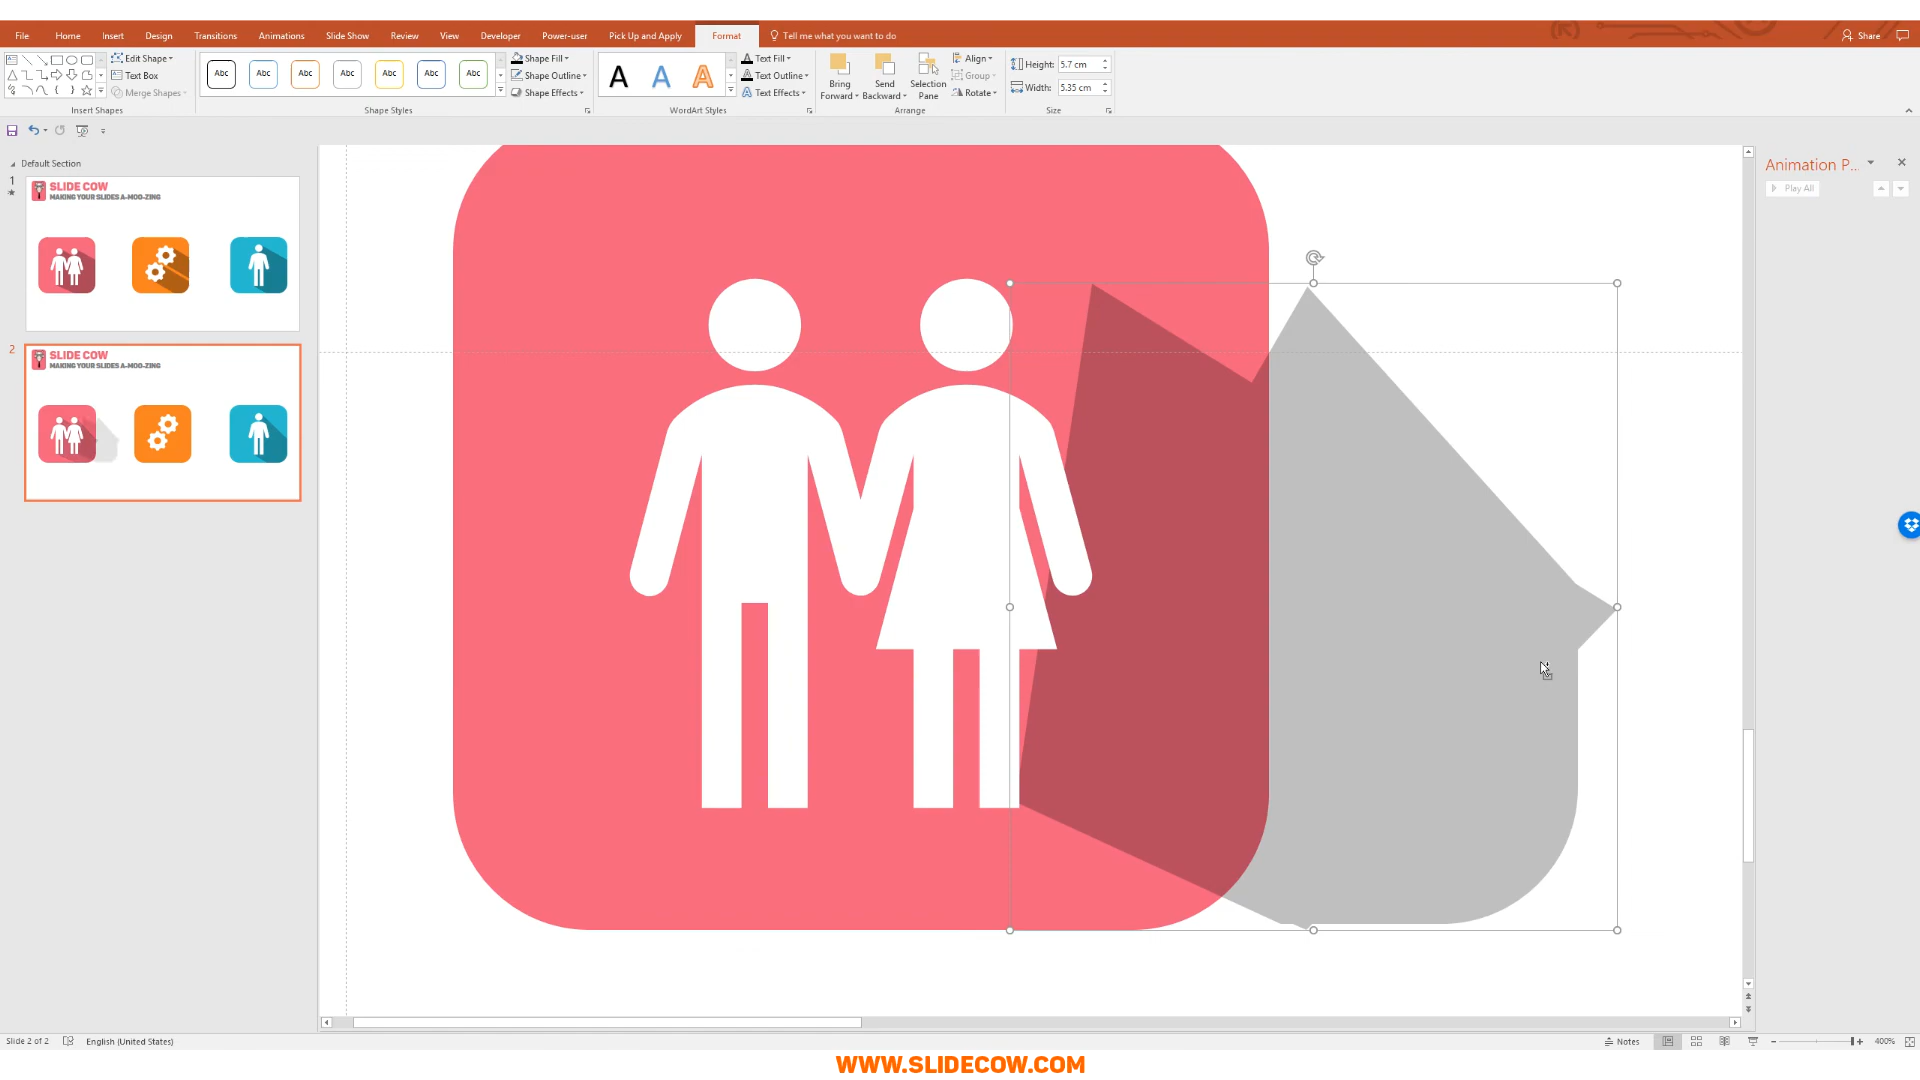 File Home Insert Design Transitions Animations Slide Show Review View Developer Power-user Pick Up and Apply Format Tell me what you want to do Share
Edit Shape
Text Box
Merge Shapes
Insert Shapes
Abc Abc Abc Abc Abc Abc Abc
Shape Fill
Shape Outline
Shape Effects
Shape Styles
A A A
Text Fill
Text Outline
Text Effects
WordArt Styles
Bring Forward
Send Backward
Selection Pane
Align
Group
Rotate
Arrange
Height: 5.7 cm
Width: 5.35 cm
Size
Default Section
1
SLIDE COW
MAKING YOUR SLIDES A-MOO-ZING
2
SLIDE COW
MAKING YOUR SLIDES A-MOO-ZING
Animation P...
Play All
Slide 2 of 2 English (United States) Notes 400%
WWW.SLIDECOW.COM